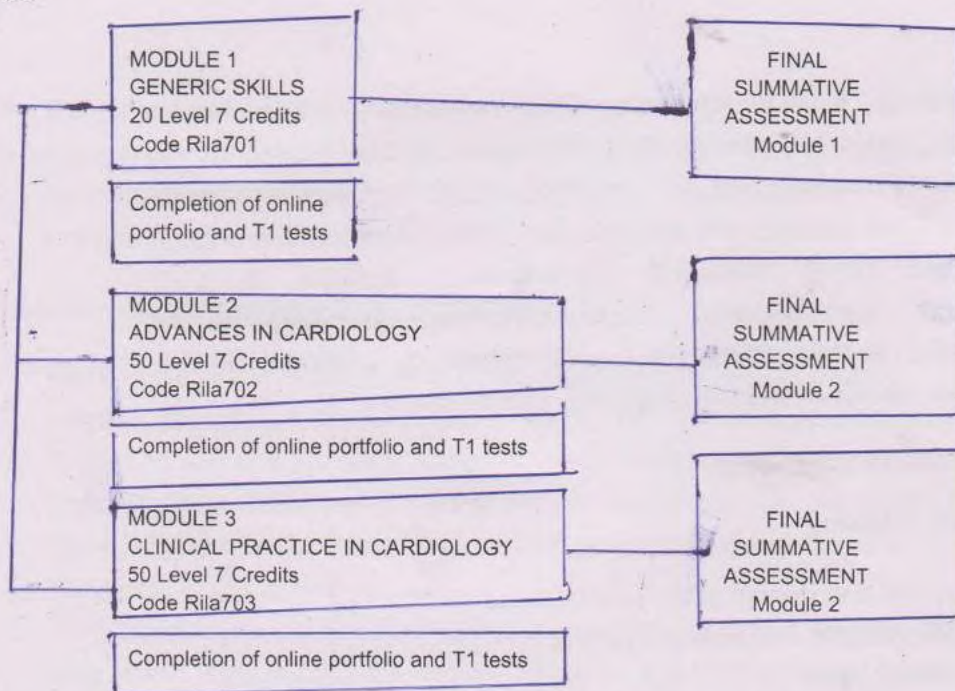 MODULE 1
GENERIC SKILLS
20 Level 7 Credits
Code Rila701
FINAL
SUMMATIVE
ASSESSMENT
Module 1
Completion of online
portfolio and T1 tests
MODULE 2
ADVANCES IN CARDIOLOGY
50 Level 7 Credits
Code Rila702
FINAL
SUMMATIVE
ASSESSMENT
Module 2
Completion of online portfolio and T1 tests
MODULE 3
CLINICAL PRACTICE IN CARDIOLOGY
50 Level 7 Credits
Code Rila703
FINAL
SUMMATIVE
ASSESSMENT
Module 2
Completion of online portfolio and T1 tests